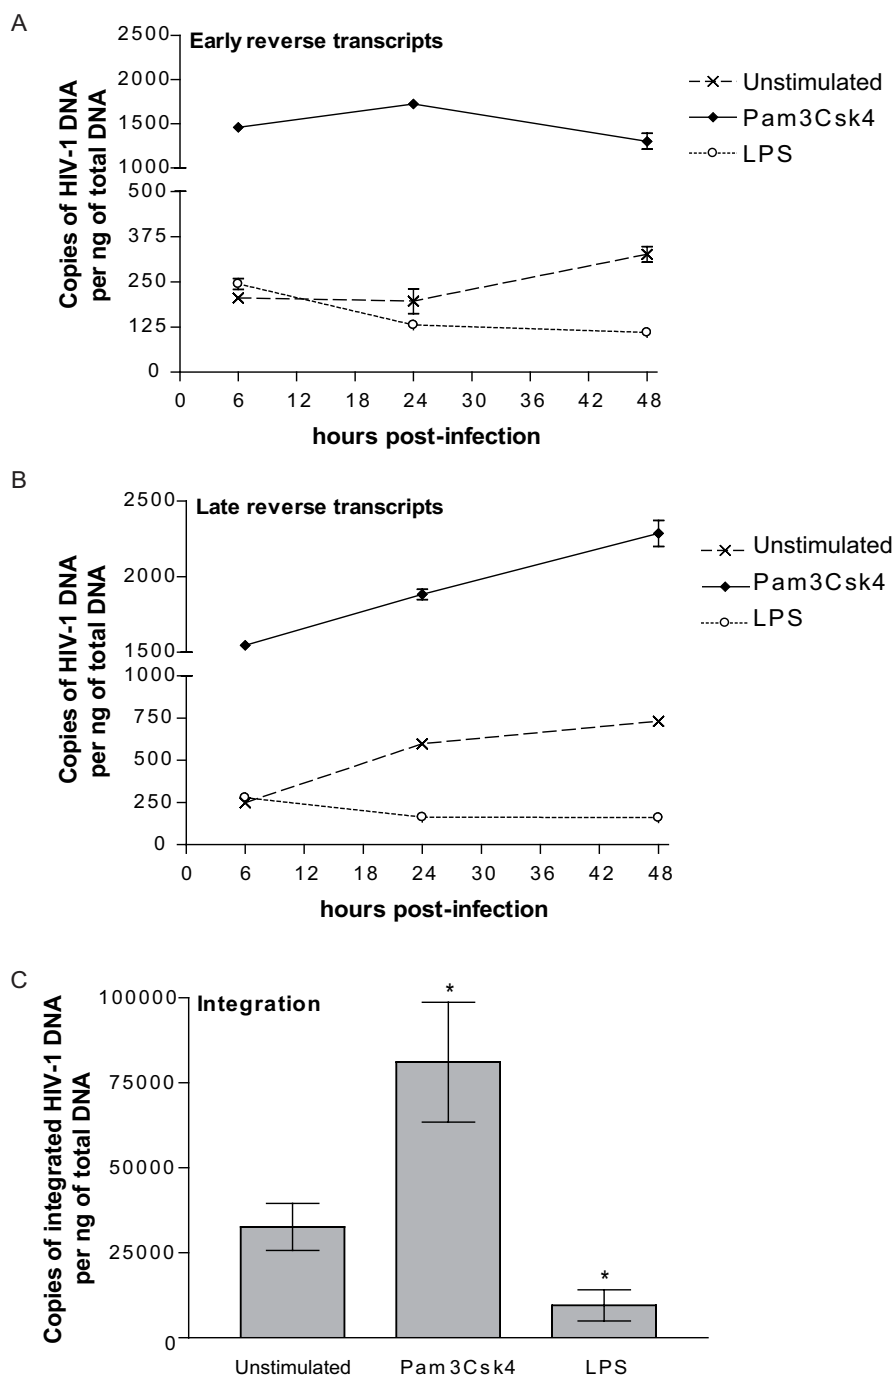 A
Early reverse transcripts
Copies of HIV-1 DNA
per ng of total DNA
2500
2000
1500
1000
500
375
250
125
0
0 6 12 18 24 30 36 42 48
hours post-infection
Unstimulated
Pam3Csk4
LPS
B
Late reverse transcripts
Copies of HIV-1 DNA
per ng of total DNA
2500
2000
1500
1000
750
500
250
0
0 6 12 18 24 30 36 42 48
hours post-infection
Unstimulated
Pam3Csk4
LPS
C
Integration
Copies of integrated HIV-1 DNA
per ng of total DNA
100000
75000
50000
25000
0
*
*
Unstimulated Pam3Csk4 LPS